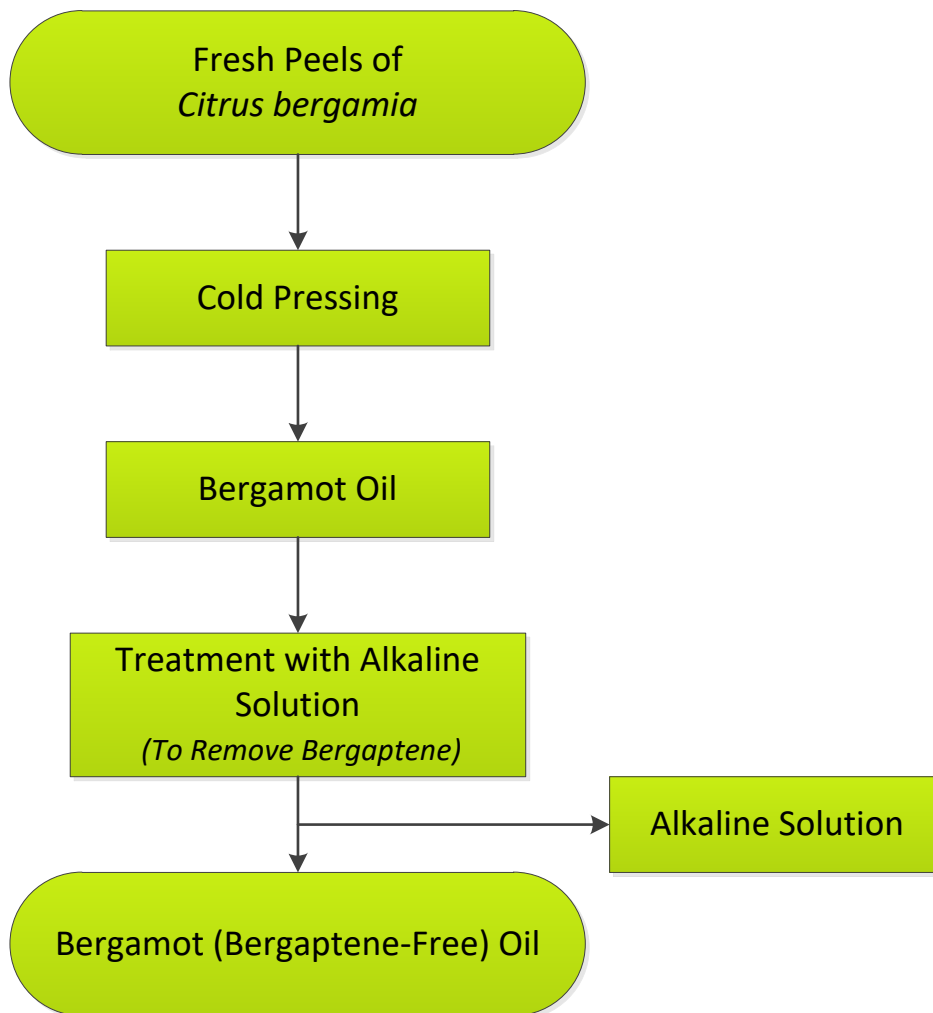 Fresh Peels of
Citrus bergamia
Cold Pressing
Bergamot Oil
Treatment with Alkaline
Solution
(To Remove Bergaptene)
Alkaline Solution
Bergamot (Bergaptene-Free) Oil